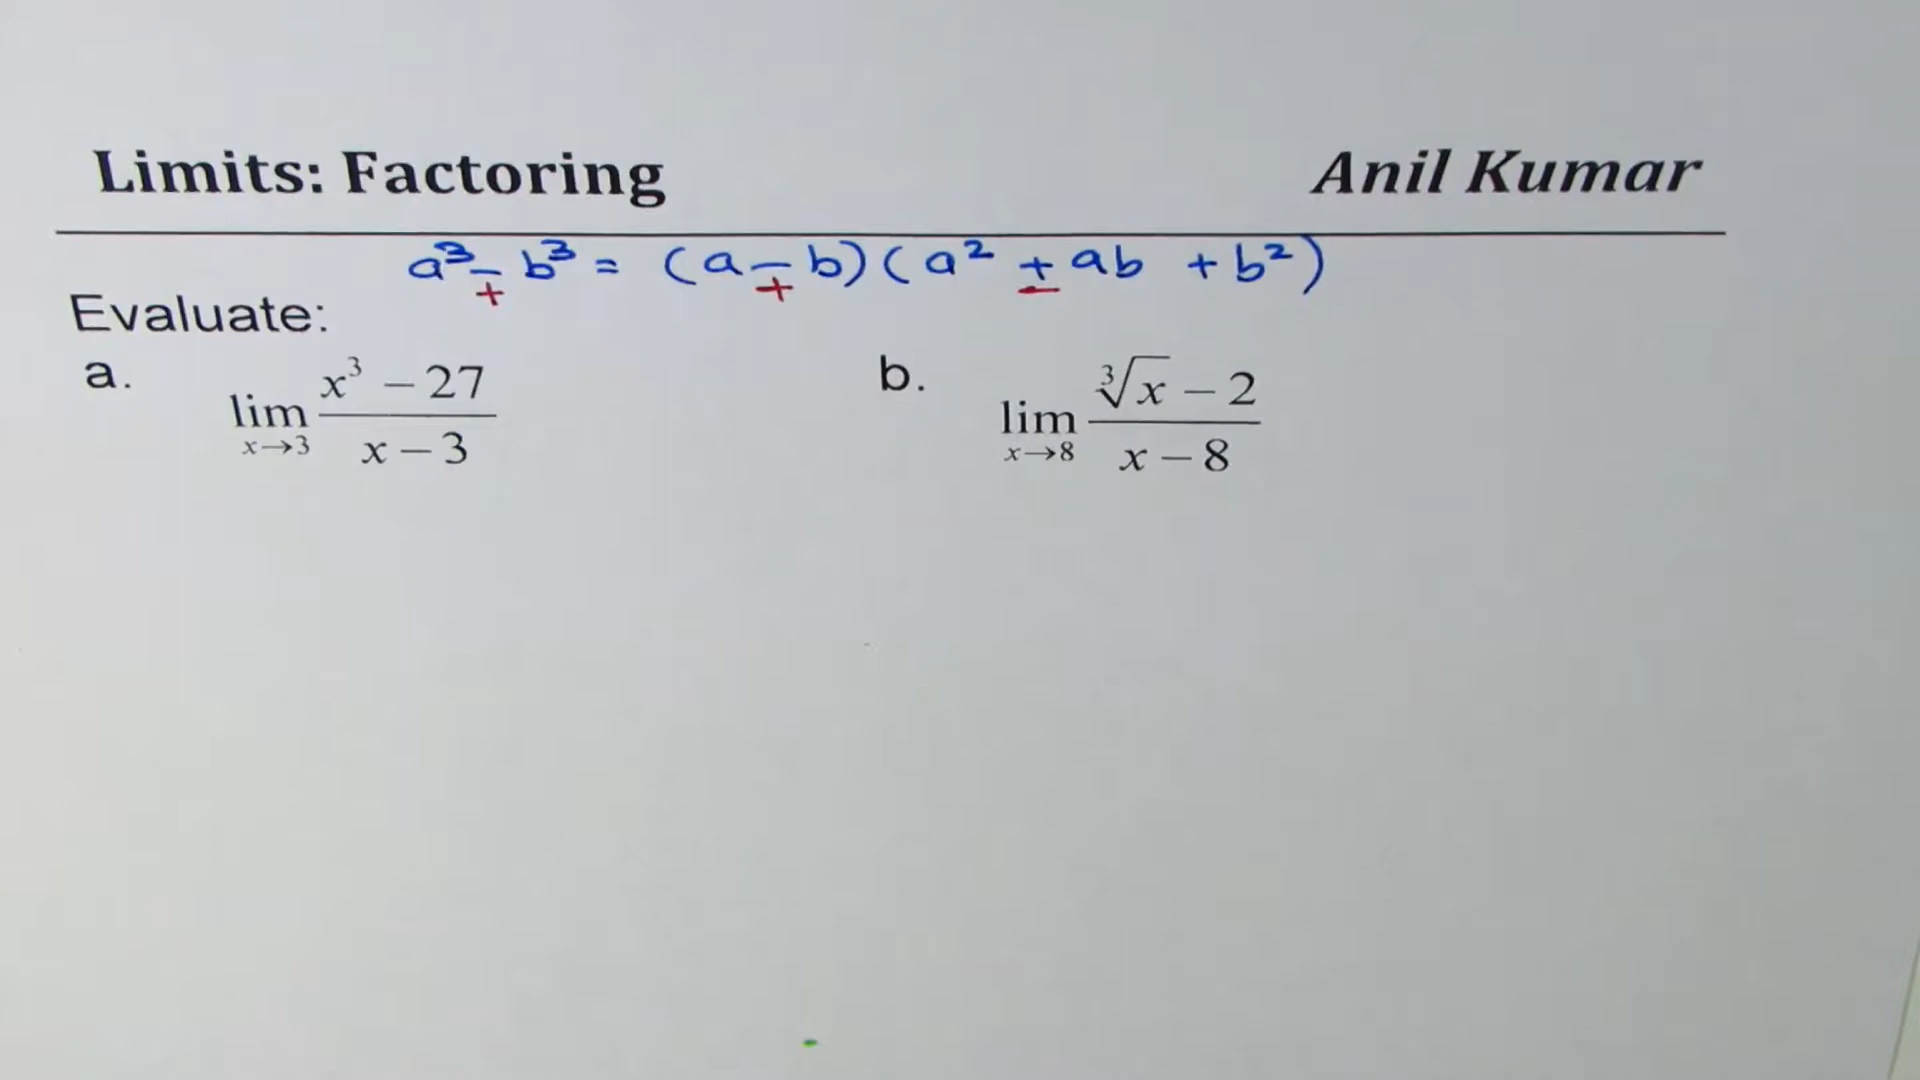 Limits: Factoring Anil Kumar
a³ - b³ = (a - b)(a² + ab + b²)
+ + -
Evaluate:
a. lim x→3 (x³ - 27)/(x - 3) b. lim x→8 (∛x - 2)/(x - 8)